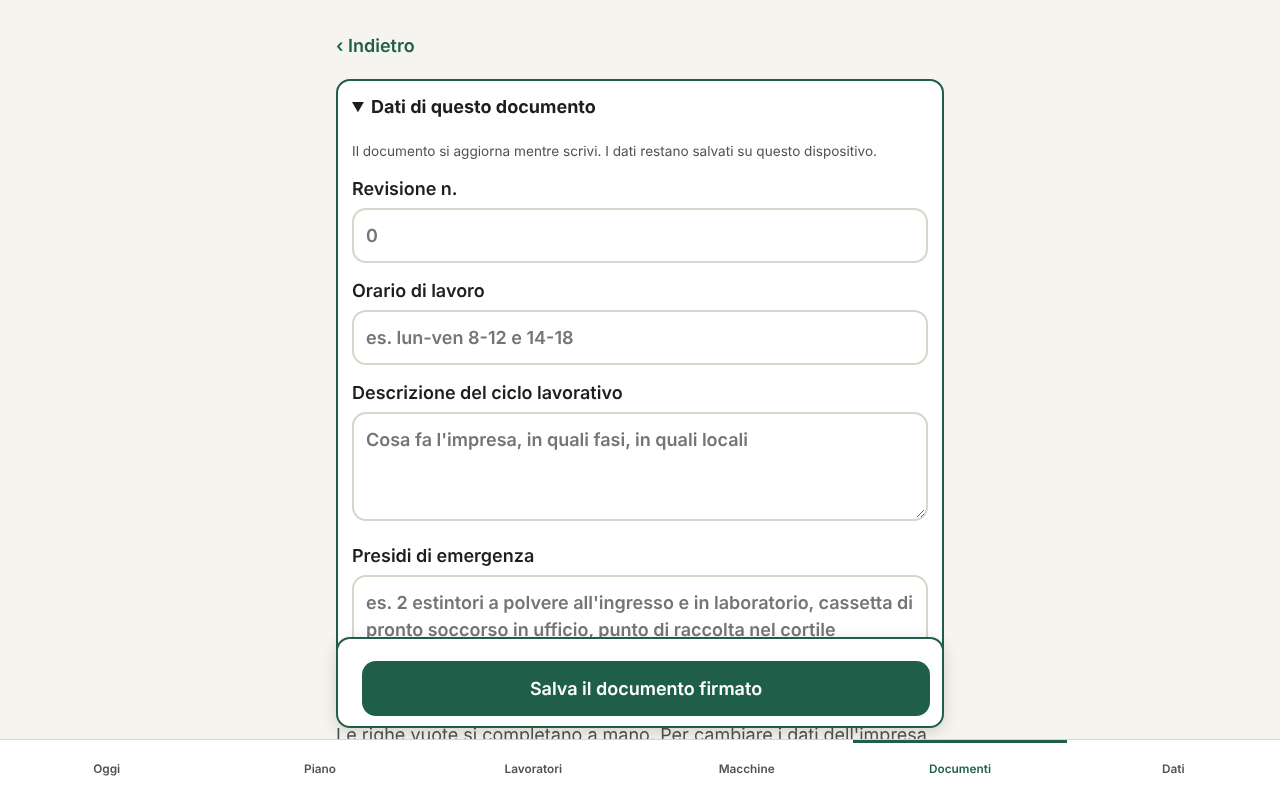 ‹ Indietro
▼ Dati di questo documento
Il documento si aggiorna mentre scrivi. I dati restano salvati su questo dispositivo.
Revisione n.
0
Orario di lavoro
es. lun-ven 8-12 e 14-18
Descrizione del ciclo lavorativo
Cosa fa l'impresa, in quali fasi, in quali locali
Presidi di emergenza
es. 2 estintori a polvere all'ingresso e in laboratorio, cassetta di
pronto soccorso in ufficio, punto di raccolta nel cortile
Salva il documento firmato
Le righe vuote si completano a mano. Per cambiare i dati dell'impresa
Oggi
Piano
Lavoratori
Macchine
Documenti
Dati